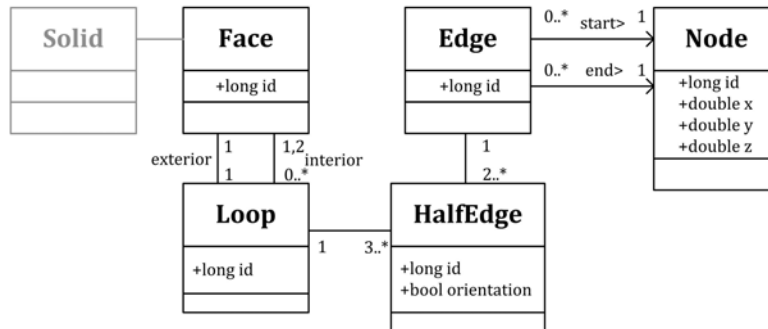 Solid
Face
+long id
Edge
+long id
0..* start> 1
0..* end> 1
Node
+long id
+double x
+double y
+double z
exterior 1 1,2 interior
1 0..*
1
2..*
Loop
+long id
1 3..*
HalfEdge
+long id
+bool orientation